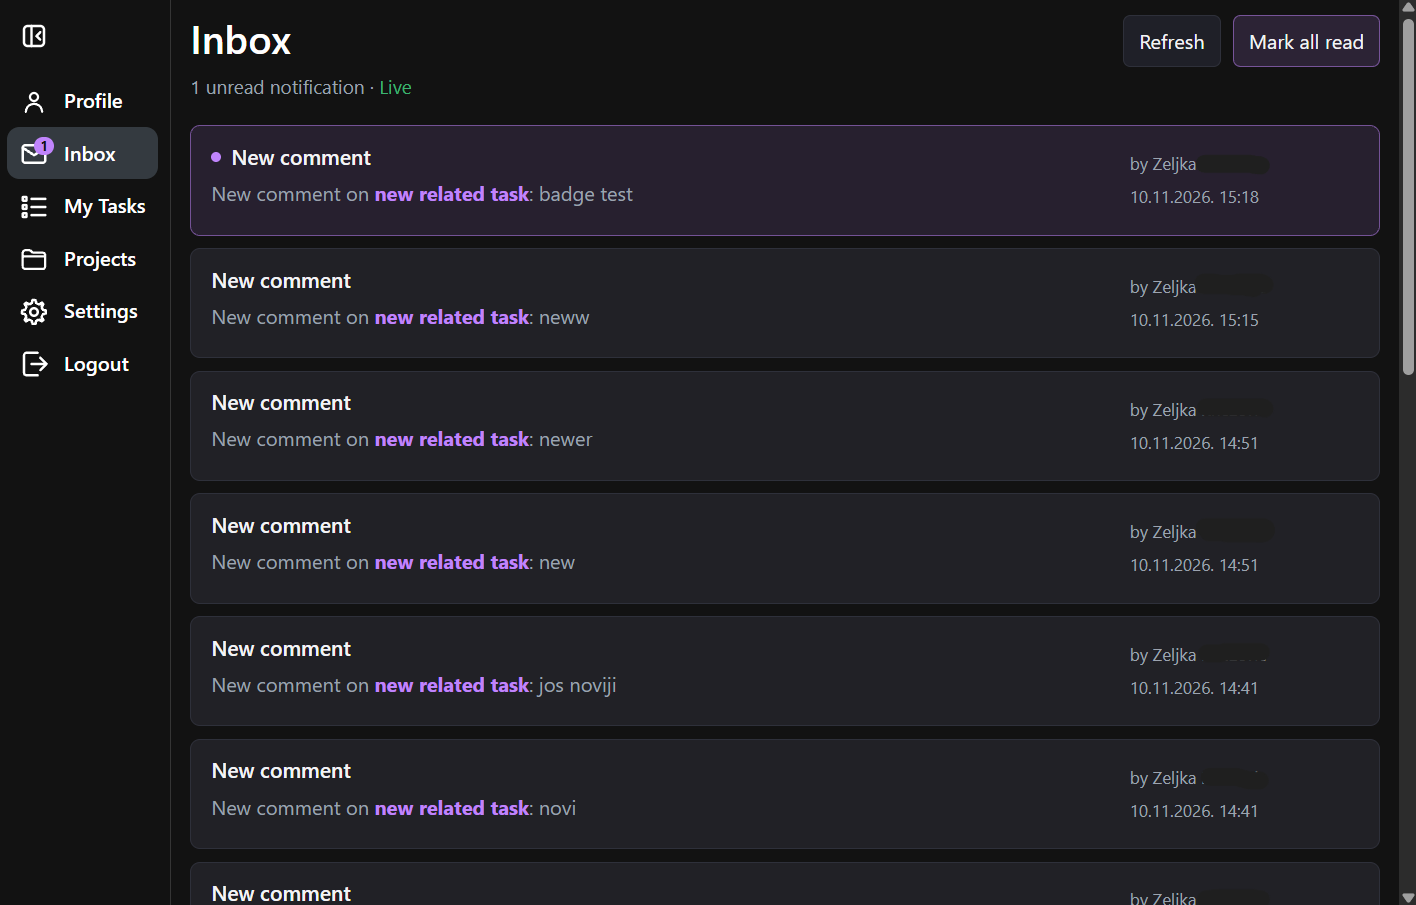 Profile
1
Inbox
My Tasks
Projects
Settings
Logout
Inbox
1 unread notification · Live
Refresh
Mark all read
New comment
New comment on new related task: badge test
by Zeljka
10.11.2026. 15:18
New comment
New comment on new related task: neww
by Zeljka
10.11.2026. 15:15
New comment
New comment on new related task: newer
by Zeljka
10.11.2026. 14:51
New comment
New comment on new related task: new
by Zeljka
10.11.2026. 14:51
New comment
New comment on new related task: jos noviji
by Zeljka
10.11.2026. 14:41
New comment
New comment on new related task: novi
by Zeljka
10.11.2026. 14:41
New comment
by Zeljka